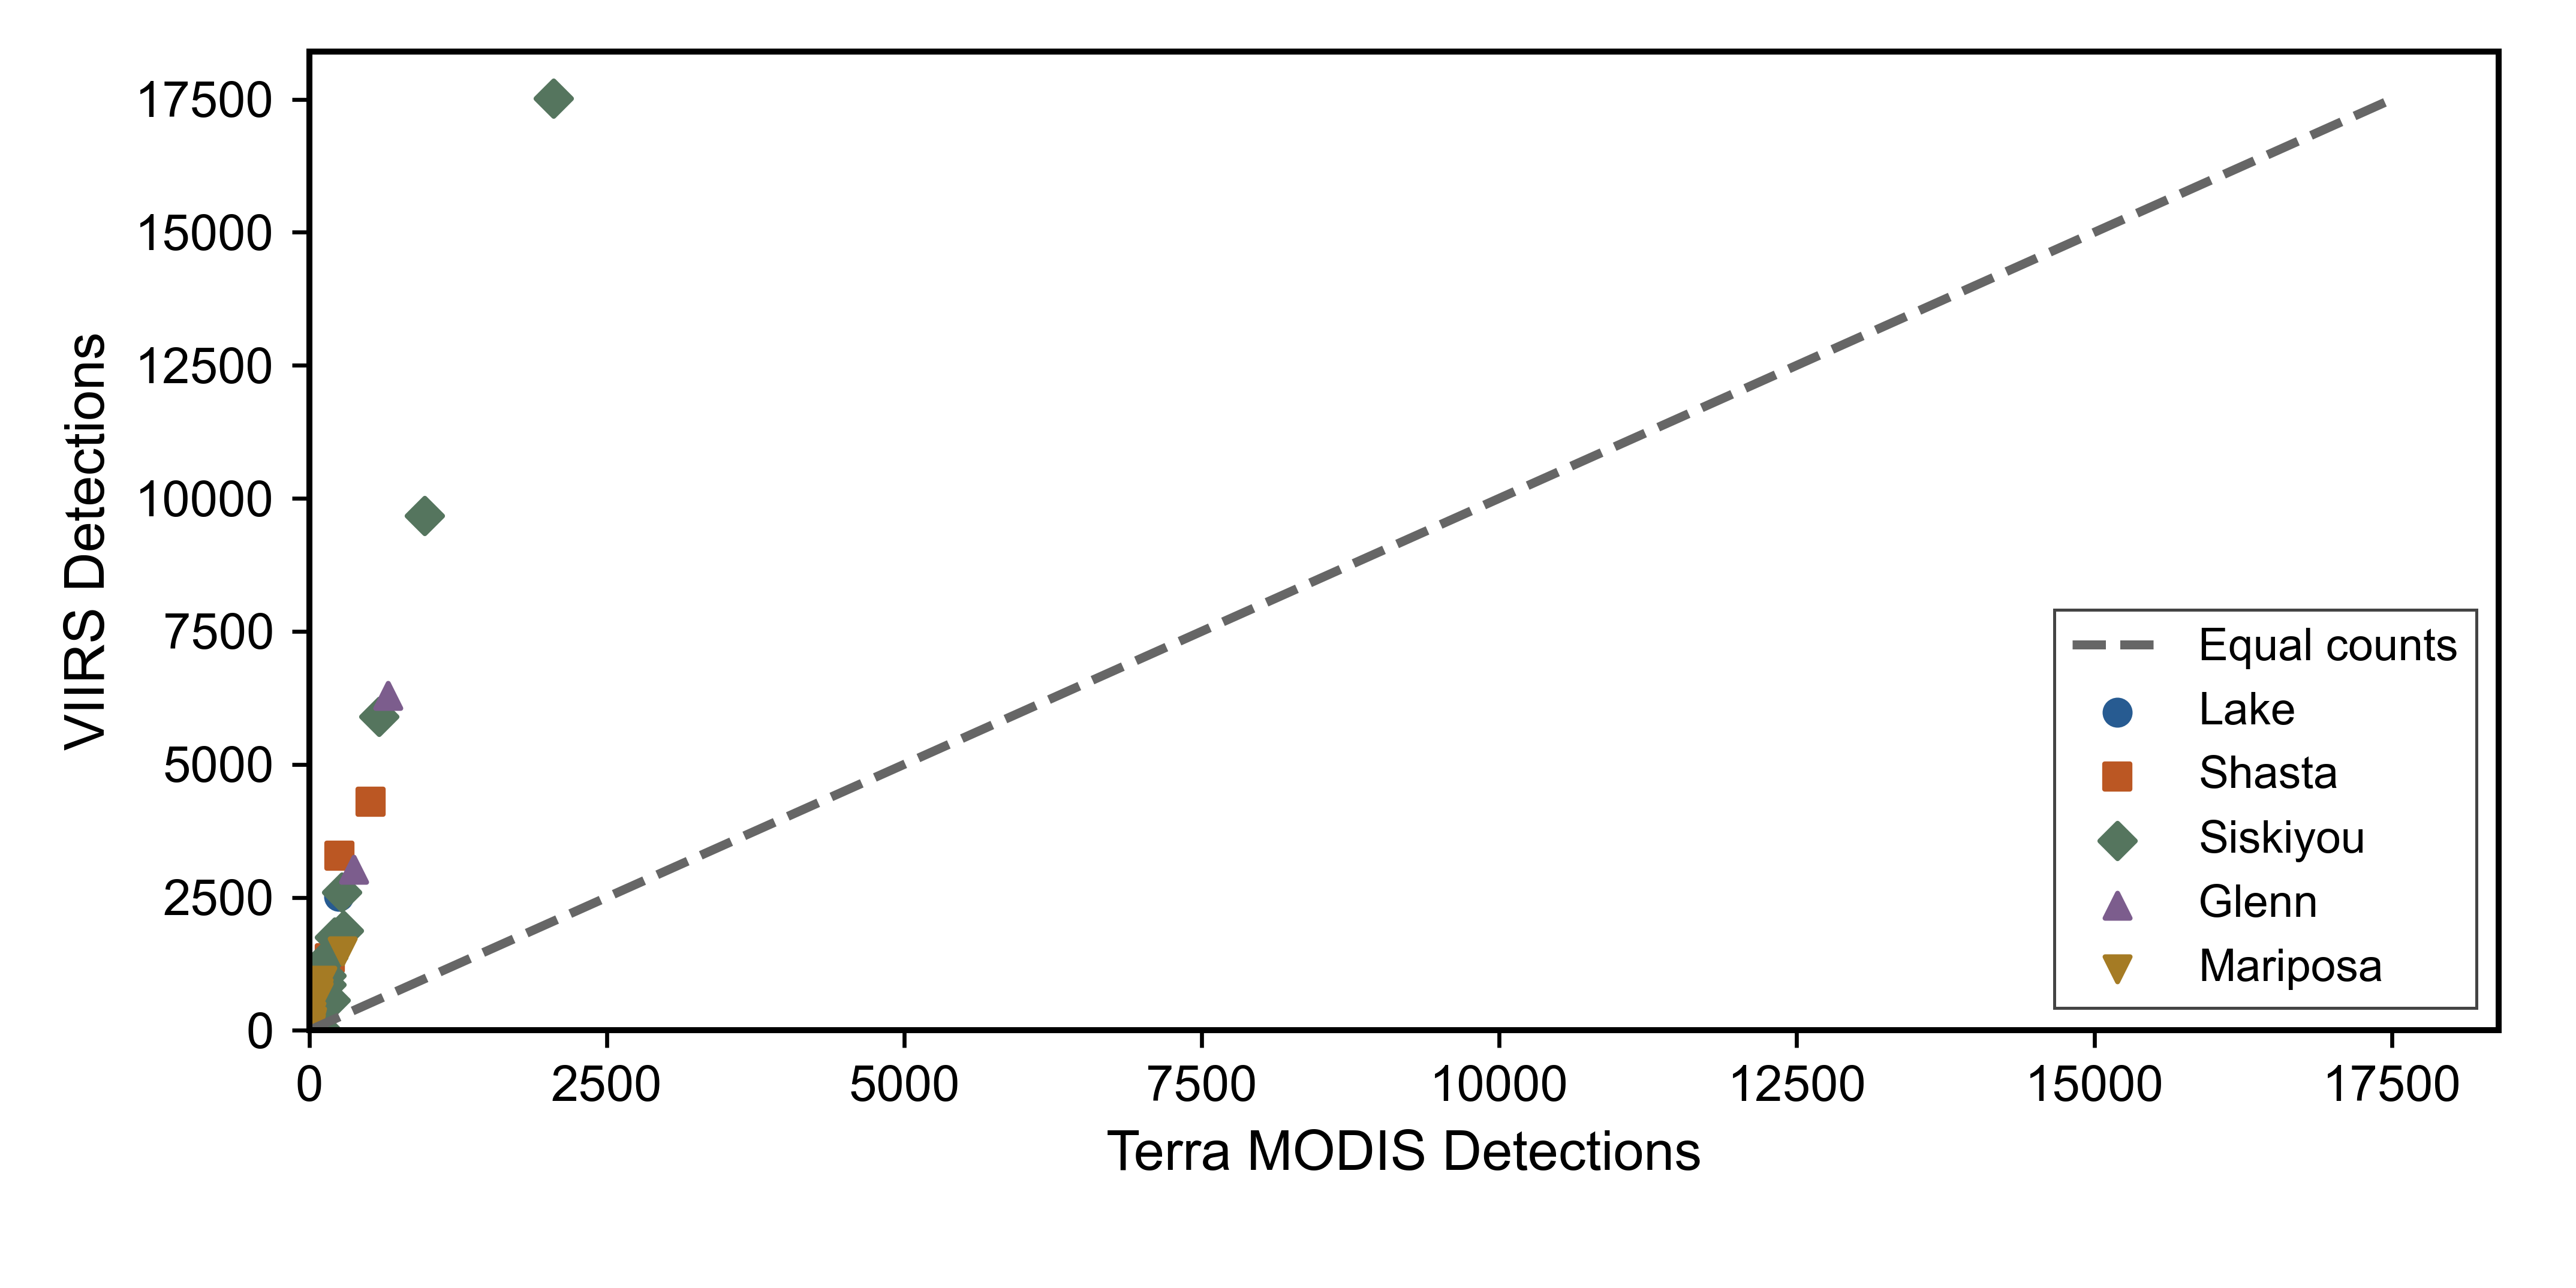 VIIRS Detections
17500
15000
12500
10000
7500
5000
2500
0
0 2500 5000 7500 10000 12500 15000 17500
Terra MODIS Detections
Equal counts
Lake
Shasta
Siskiyou
Glenn
Mariposa